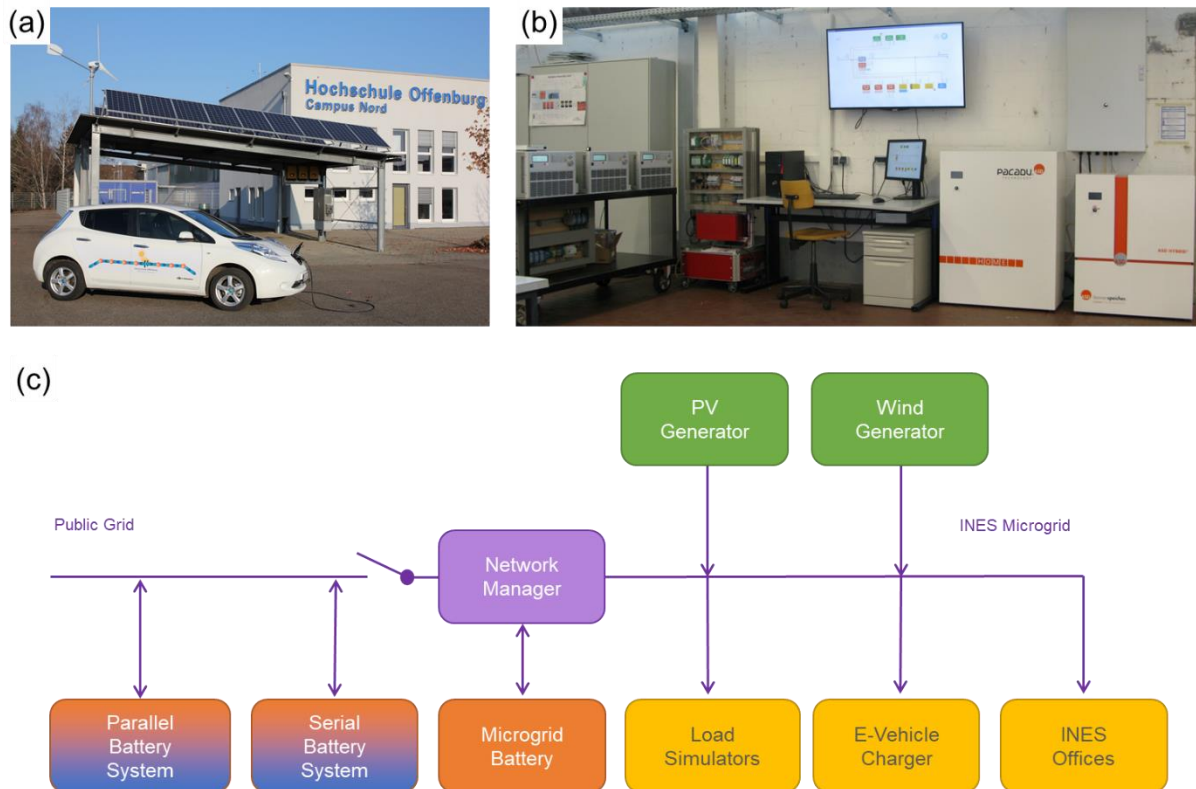 (a)
Hochschule Offenburg
Campus Nord
(b)
PACADU
HOME
(c)
PV
Generator
Wind
Generator
Public Grid
INES Microgrid
Network
Manager
Parallel
Battery
System
Serial
Battery
System
Microgrid
Battery
Load
Simulators
E-Vehicle
Charger
INES
Offices